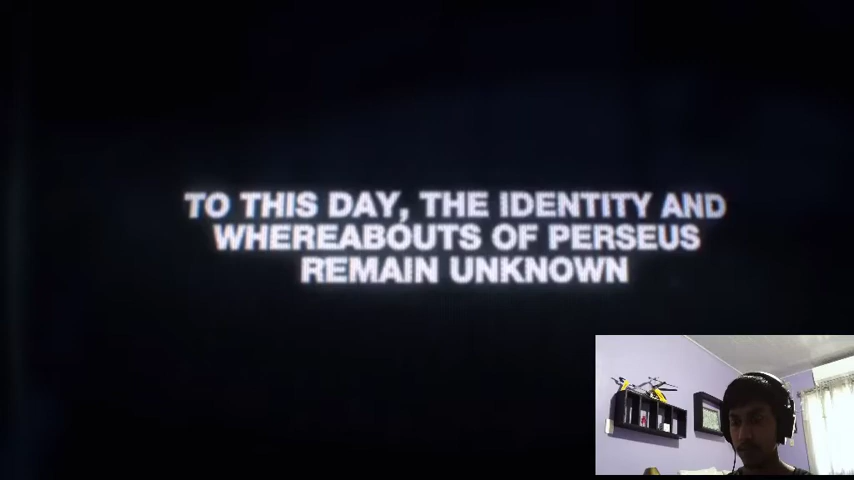 TO THIS DAY, THE IDENTITY AND
WHEREABOUTS OF PERSEUS
REMAIN UNKNOWN